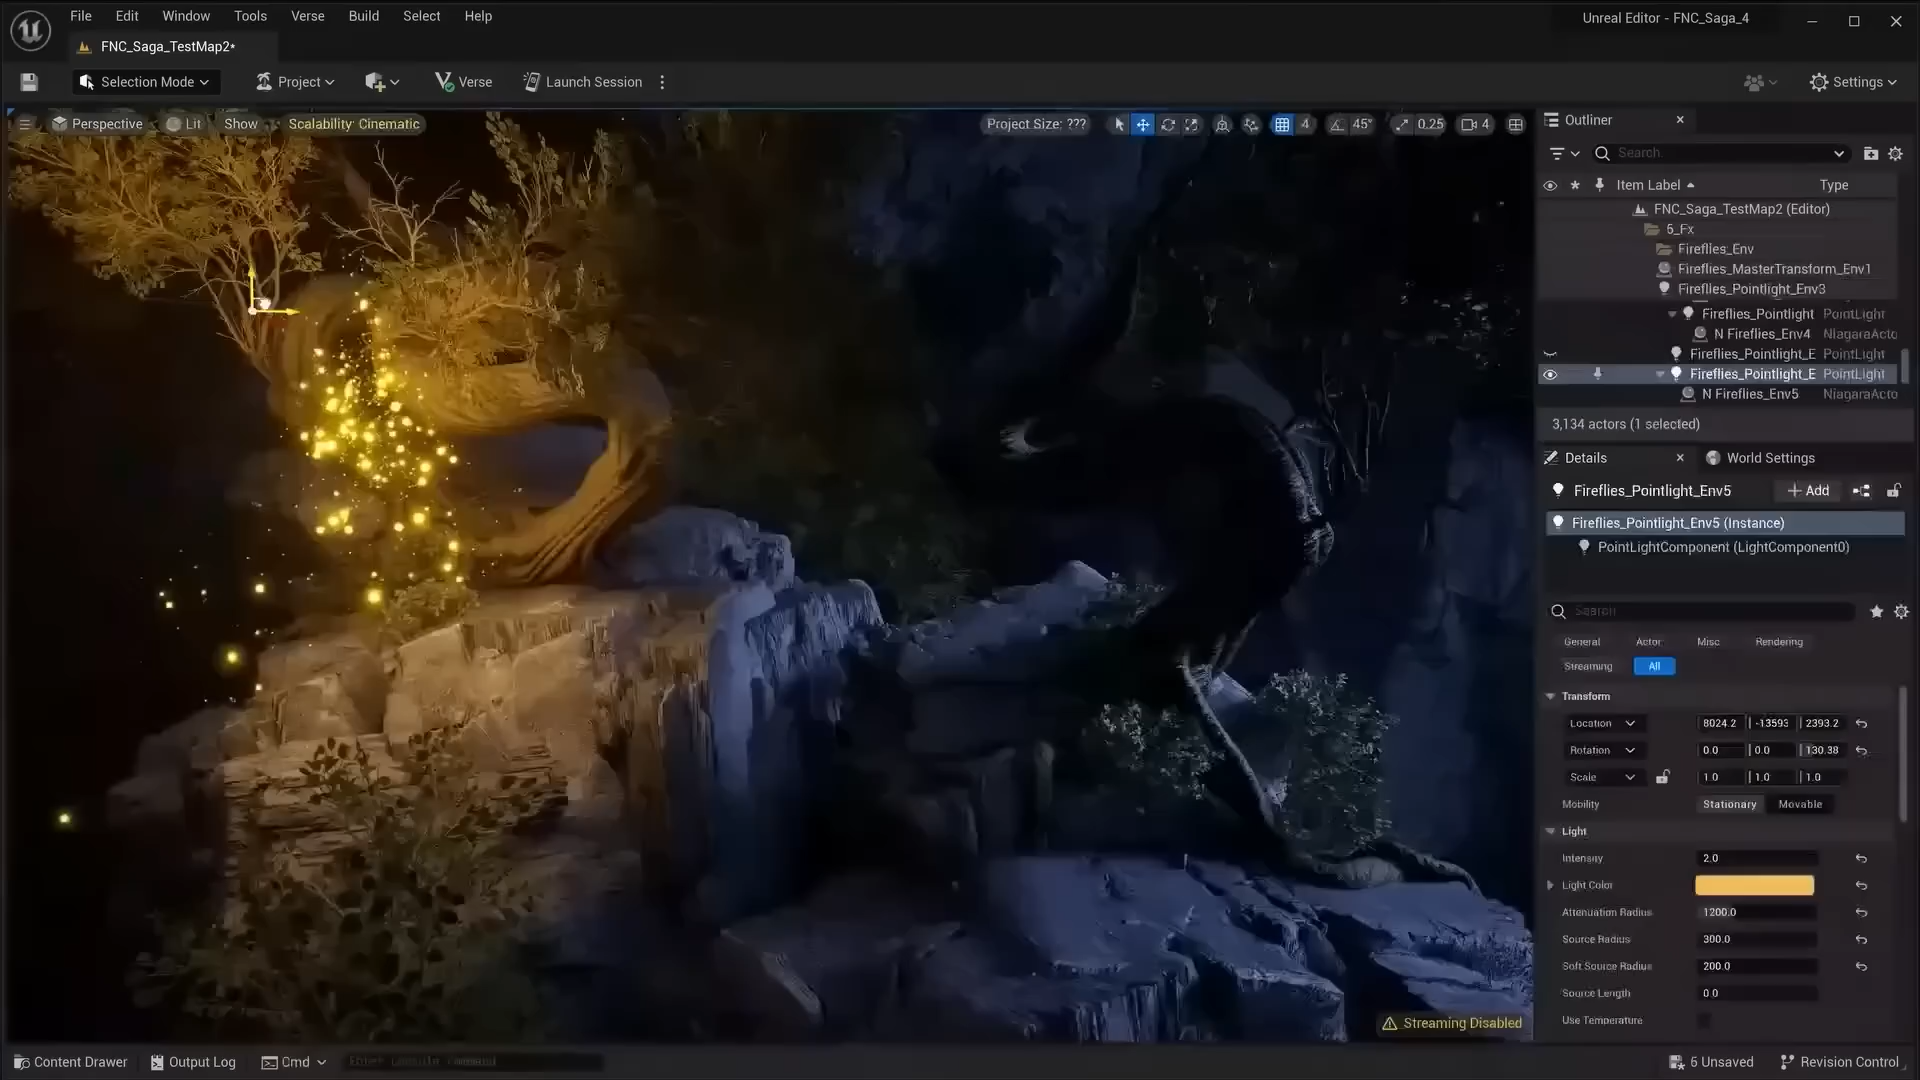 File Edit Window Tools Verse Build Select Help
Unreal Editor - FNC_Saga_4
FNC_Saga_TestMap2*
Selection Mode
Project
Verse
Launch Session
Settings
Perspective
Lit
Show
Scalability: Cinematic
Project Size: ???
4
45°
0.25
4
Outliner
Search
Item Label Type
FNC_Saga_TestMap2 (Editor)
5_Fx
Fireflies_Env
Fireflies_MasterTransform_Env1
Fireflies_Pointlight_Env3
Fireflies_Pointlight PointLight
N Fireflies_Env4 NiagaraActo
Fireflies_Pointlight_E PointLight
Fireflies_Pointlight_E PointLight
N Fireflies_Env5 NiagaraActo
3,134 actors (1 selected)
Details
World Settings
Fireflies_Pointlight_Env5
Add
Fireflies_Pointlight_Env5 (Instance)
PointLightComponent (LightComponent0)
Search
General Actor Misc Rendering
Streaming All
Transform
Location 8024.2 -13593 2393.2
Rotation 0.0 0.0 130.38
Scale 1.0 1.0 1.0
Mobility Stationary Movable
Light
Intensity 2.0
Light Color
Attenuation Radius 1200.0
Source Radius 300.0
Soft Source Radius 200.0
Source Length 0.0
Use Temperature
Streaming Disabled
Content Drawer
Output Log
Cmd
Enter Console Command
6 Unsaved
Revision Control